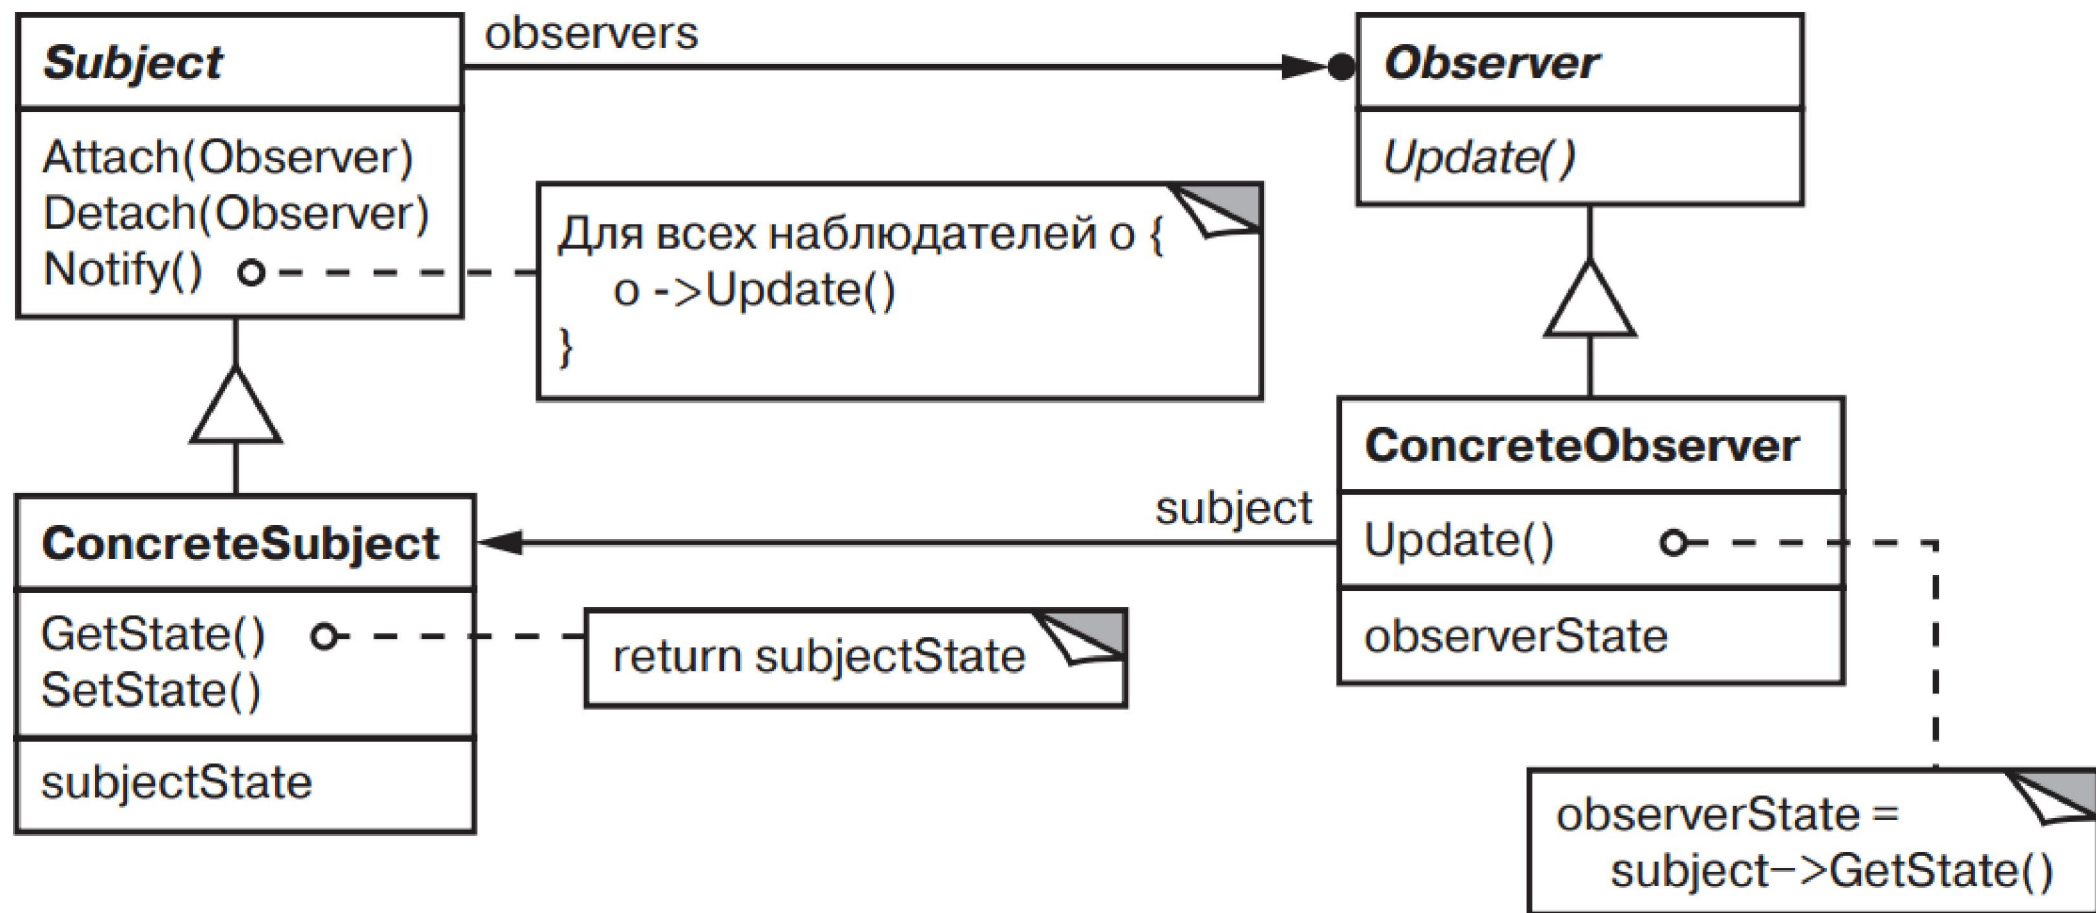 Subject
Attach(Observer)
Detach(Observer)
Notify()
observers
Observer
Update()
Для всех наблюдателей o {
o ->Update()
}
ConcreteSubject
GetState()
SetState()
subjectState
return subjectState
subject
ConcreteObserver
Update()
observerState
observerState =
subject–>GetState()